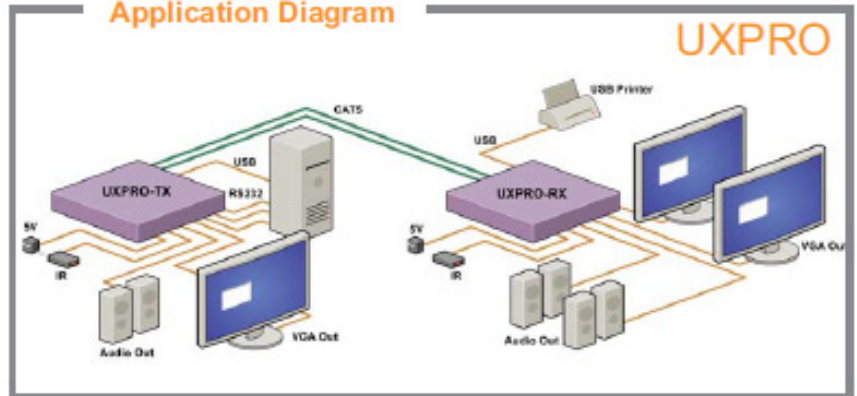 Application Diagram
UXPRO
USB Printer
CAT5
USB
USB
UXPRO-TX
RS232
UXPRO-RX
5V
IR
5V
IR
VGA Out
Audio Out
VGA Out
Audio Out